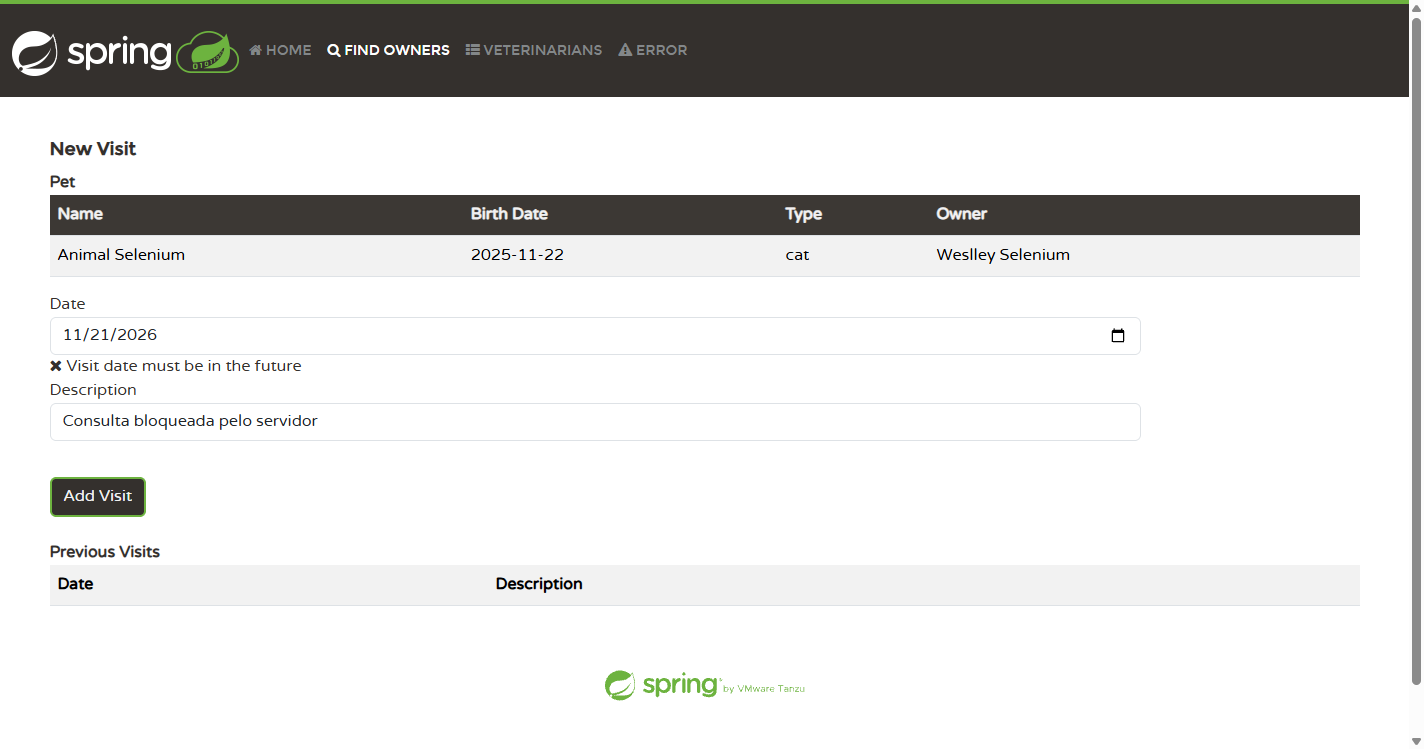 spring HOME FIND OWNERS VETERINARIANS ERROR
New Visit
Pet
Name Birth Date Type Owner
Animal Selenium 2025-11-22 cat Weslley Selenium
Date
11/21/2026
Visit date must be in the future
Description
Consulta bloqueada pelo servidor
Add Visit
Previous Visits
Date Description
spring by VMware Tanzu